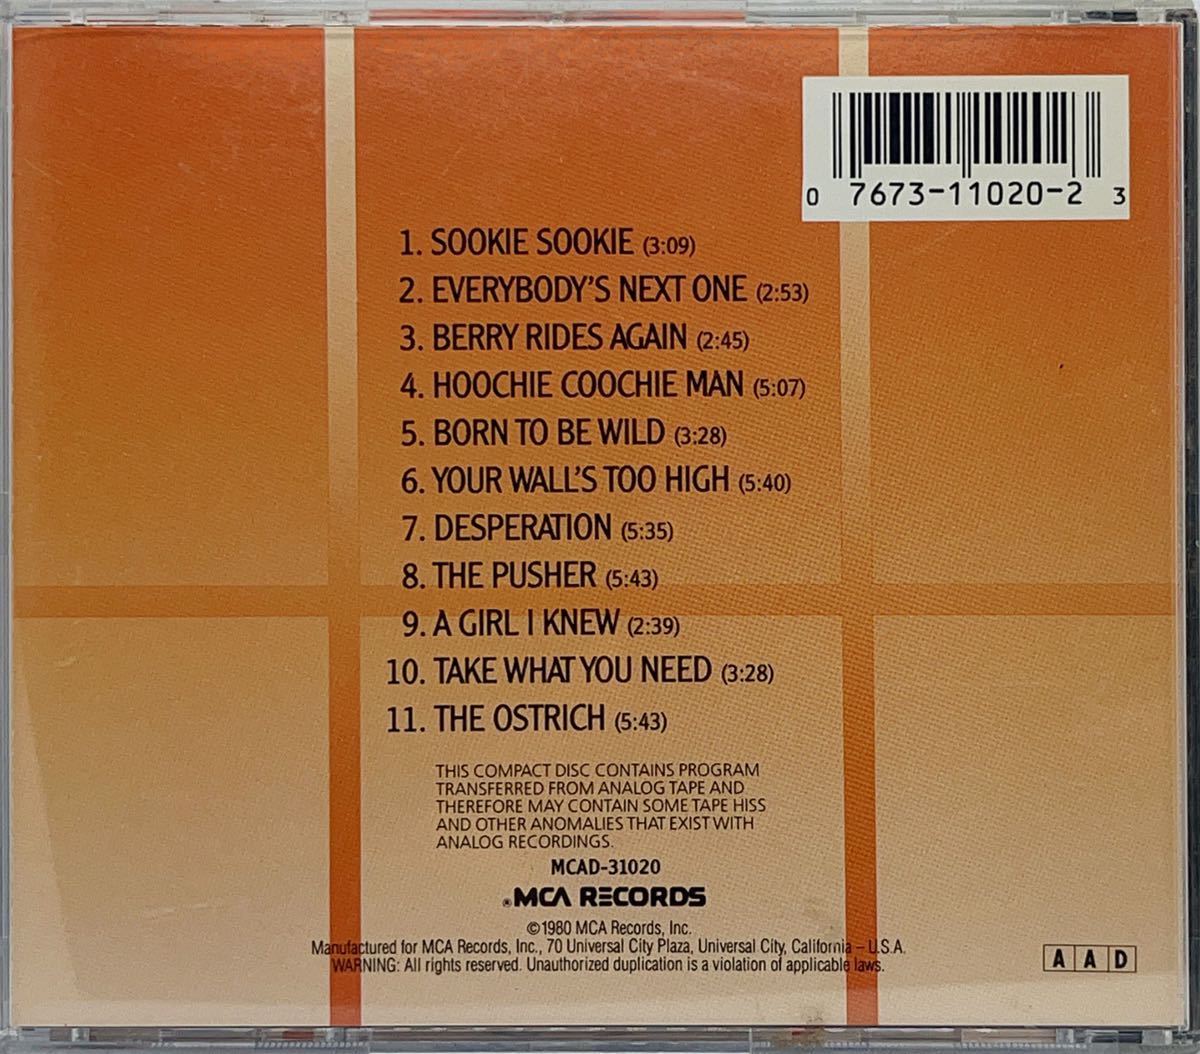 0 7673-11020-2 3
1. SOOKIE SOOKIE (3:09)
2. EVERYBODY'S NEXT ONE (2:53)
3. BERRY RIDES AGAIN (2:45)
4. HOOCHIE COOCHIE MAN (5:07)
5. BORN TO BE WILD (3:28)
6. YOUR WALL'S TOO HIGH (5:40)
7. DESPERATION (5:35)
8. THE PUSHER (5:43)
9. A GIRL I KNEW (2:39)
10. TAKE WHAT YOU NEED (3:28)
11. THE OSTRICH (5:43)
THIS COMPACT DISC CONTAINS PROGRAM
TRANSFERRED FROM ANALOG TAPE AND
THEREFORE MAY CONTAIN SOME TAPE HISS
AND OTHER ANOMALIES THAT EXIST WITH
ANALOG RECORDINGS.
MCAD-31020
®MCA RECORDS
©1980 MCA Records, Inc.
Manufactured for MCA Records, Inc., 70 Universal City Plaza, Universal City, California – U.S.A.
WARNING: All rights reserved. Unauthorized duplication is a violation of applicable laws.
A A D